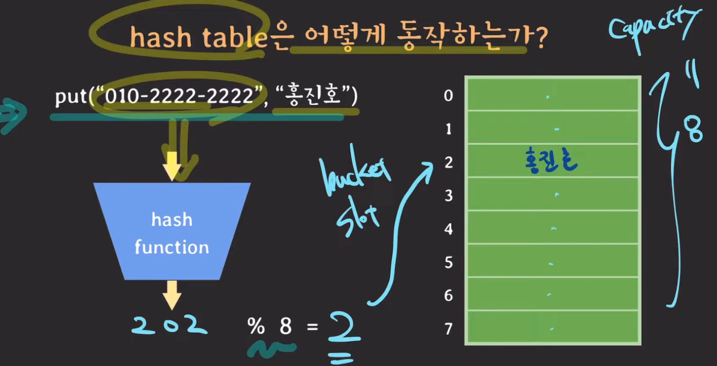 hash table은 어떻게 동작하는가?
capacity
=
8
put("010-2222-2222", "홍진호")
hash
function
202 % 8 = 2
bucket
slot
0
1
2 홍진호
3
4
5
6
7